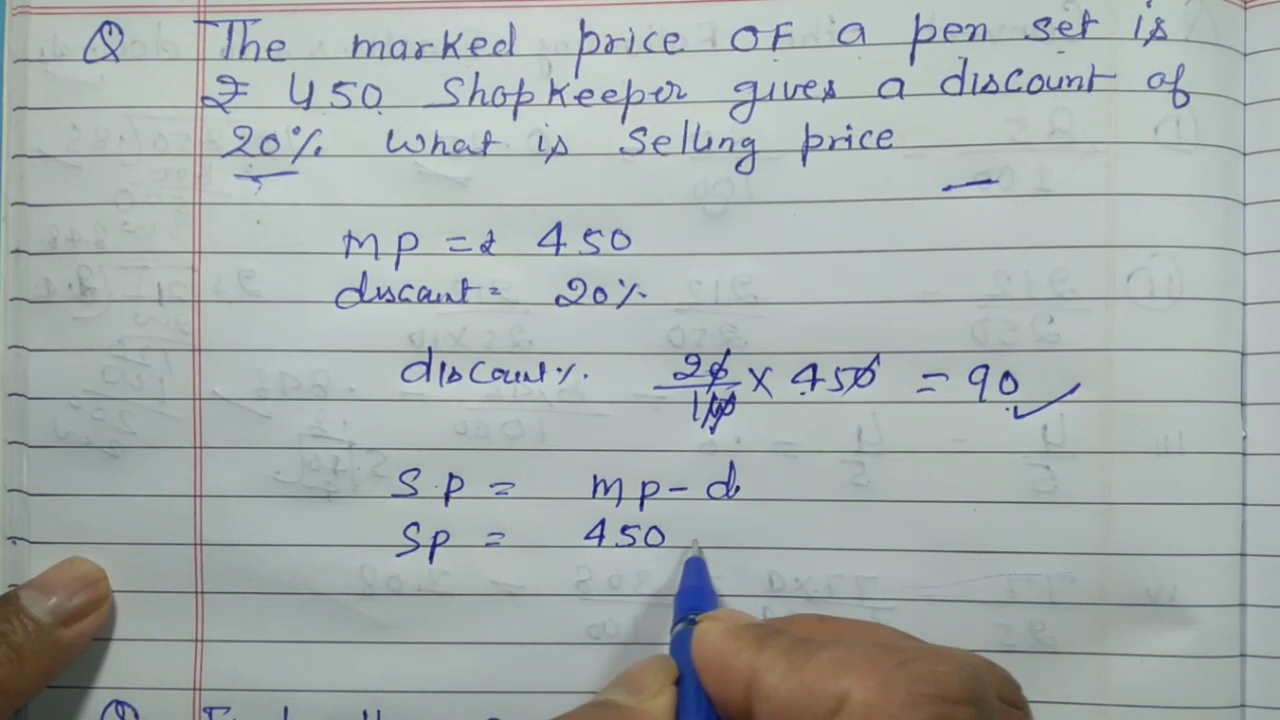 Q The marked price OF a pen set is
₹ 450 Shopkeeper gives a discount of
20% What is Selling price
MP = ₹ 450
discount = 20%
discount% 20/100 × 450 = 90
S.P = MP - d
SP = 450
Q